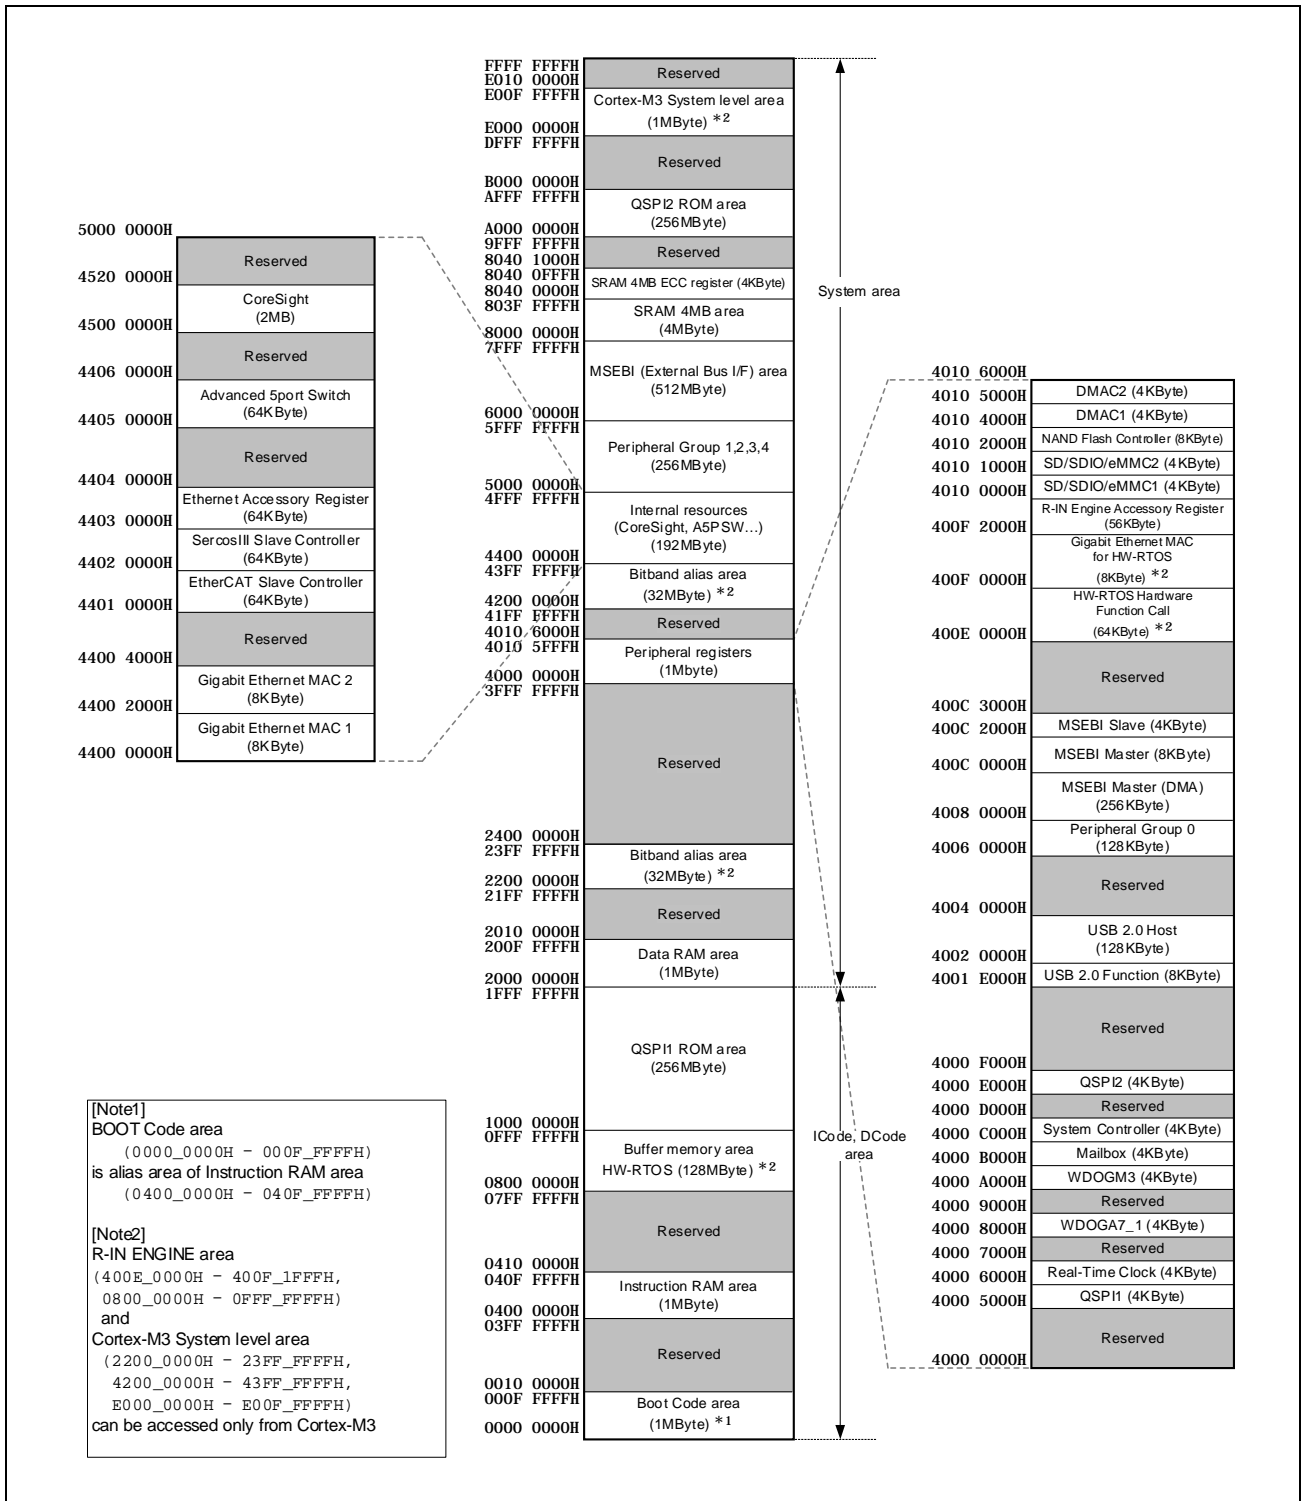 FFFF FFFFH
Reserved
E010 0000H
E00F FFFFH
Cortex-M3 System level area
(1MByte) *2
E000 0000H
DFFF FFFFH
Reserved
B000 0000H
AFFF FFFFH
QSPI2 ROM area
(256MByte)
A000 0000H
9FFF FFFFH
Reserved
8040 1000H
8040 0FFFH
SRAM 4MB ECC register (4KByte)
8040 0000H
803F FFFFH
SRAM 4MB area
(4MByte)
8000 0000H
7FFF FFFFH
MSEBI (External Bus I/F) area
(512MByte)
6000 0000H
5FFF FFFFH
Peripheral Group 1,2,3,4
(256MByte)
5000 0000H
4FFF FFFFH
Internal resources
(CoreSight, A5PSW...)
(192MByte)
4400 0000H
43FF FFFFH
Bitband alias area
(32MByte) *2
4200 0000H
41FF FFFFH
Reserved
4010 6000H
4010 5FFFH
Peripheral registers
(1Mbyte)
4000 0000H
3FFF FFFFH
Reserved
2400 0000H
23FF FFFFH
Bitband alias area
(32MByte) *2
2200 0000H
21FF FFFFH
Reserved
2010 0000H
200F FFFFH
Data RAM area
(1MByte)
2000 0000H
1FFF FFFFH
QSPI1 ROM area
(256MByte)
1000 0000H
0FFF FFFFH
Buffer memory area
HW-RTOS (128MByte) *2
0800 0000H
07FF FFFFH
Reserved
0410 0000H
040F FFFFH
Instruction RAM area
(1MByte)
0400 0000H
03FF FFFFH
Reserved
0010 0000H
000F FFFFH
Boot Code area
(1MByte) *1
0000 0000H
System area
ICode, DCode
area
5000 0000H
Reserved
4520 0000H
CoreSight
(2MB)
4500 0000H
Reserved
4406 0000H
Advanced 5port Switch
(64KByte)
4405 0000H
Reserved
4404 0000H
Ethernet Accessory Register
(64KByte)
4403 0000H
SercosIII Slave Controller
(64KByte)
4402 0000H
EtherCAT Slave Controller
(64KByte)
4401 0000H
Reserved
4400 4000H
Gigabit Ethernet MAC 2
(8KByte)
4400 2000H
Gigabit Ethernet MAC 1
(8KByte)
4400 0000H
4010 6000H
DMAC2 (4KByte)
4010 5000H
DMAC1 (4KByte)
4010 4000H
NAND Flash Controller (8KByte)
4010 2000H
SD/SDIO/eMMC2 (4KByte)
4010 1000H
SD/SDIO/eMMC1 (4KByte)
4010 0000H
R-IN Engine Accessory Register
(56KByte)
400F 2000H
Gigabit Ethernet MAC
for HW-RTOS
(8KByte) *2
400F 0000H
HW-RTOS Hardware
Function Call
(64KByte) *2
400E 0000H
Reserved
400C 3000H
MSEBI Slave (4KByte)
400C 2000H
MSEBI Master (8KByte)
400C 0000H
MSEBI Master (DMA)
(256KByte)
4008 0000H
Peripheral Group 0
(128KByte)
4006 0000H
Reserved
4004 0000H
USB 2.0 Host
(128KByte)
4002 0000H
USB 2.0 Function (8KByte)
4001 E000H
Reserved
4000 F000H
QSPI2 (4KByte)
4000 E000H
Reserved
4000 D000H
System Controller (4KByte)
4000 C000H
Mailbox (4KByte)
4000 B000H
WDOGM3 (4KByte)
4000 A000H
Reserved
4000 9000H
WDOGA7_1 (4KByte)
4000 8000H
Reserved
4000 7000H
Real-Time Clock (4KByte)
4000 6000H
QSPI1 (4KByte)
4000 5000H
Reserved
4000 0000H
[Note1]
BOOT Code area
(0000_0000H - 000F_FFFFH)
is alias area of Instruction RAM area
(0400_0000H - 040F_FFFFH)
[Note2]
R-IN ENGINE area
(400E_0000H - 400F_1FFFH,
0800_0000H - 0FFF_FFFFH)
and
Cortex-M3 System level area
(2200_0000H - 23FF_FFFFH,
4200_0000H - 43FF_FFFFH,
E000_0000H - E00F_FFFFH)
can be accessed only from Cortex-M3